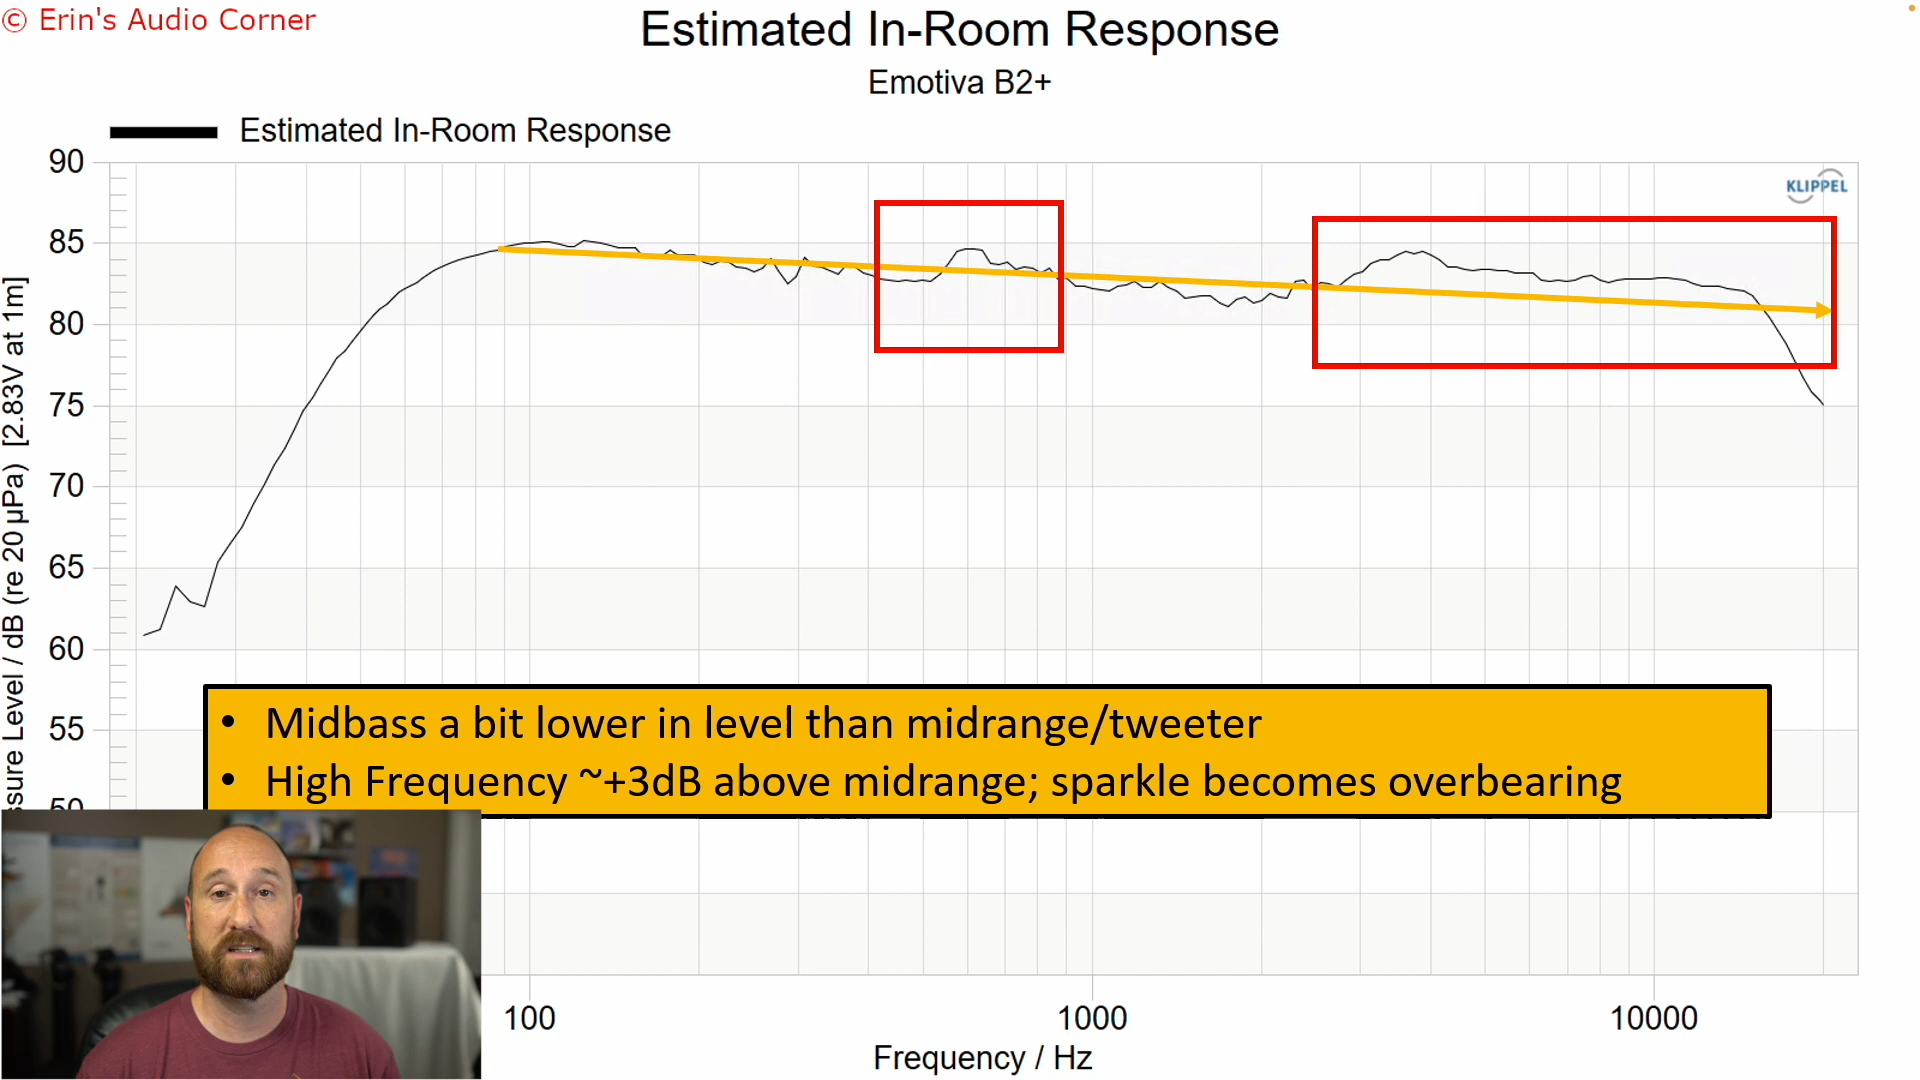 © Erin's Audio Corner
Estimated In-Room Response
Emotiva B2+
Estimated In-Room Response
KLIPPEL
90
85
80
75
70
65
60
55
50
ssure Level / dB (re 20 µPa) [2.83V at 1m]
• Midbass a bit lower in level than midrange/tweeter
• High Frequency ~+3dB above midrange; sparkle becomes overbearing
100
1000
10000
Frequency / Hz